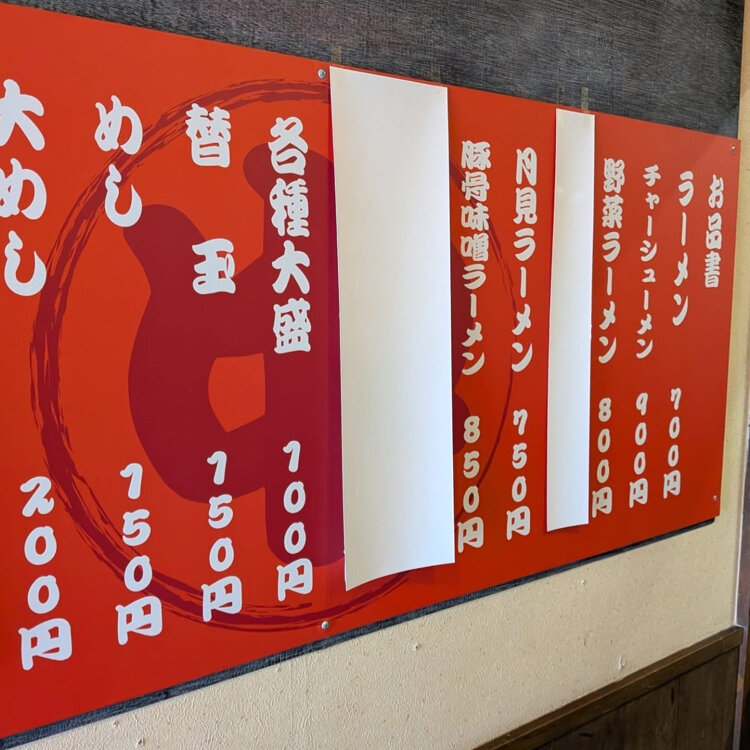 お品書
ラーメン 700円
チャーシューメン 900円
野菜ラーメン 800円
月見ラーメン 750円
豚骨味噌ラーメン 850円
各種大盛 100円
替玉 150円
めし 150円
大めし 200円